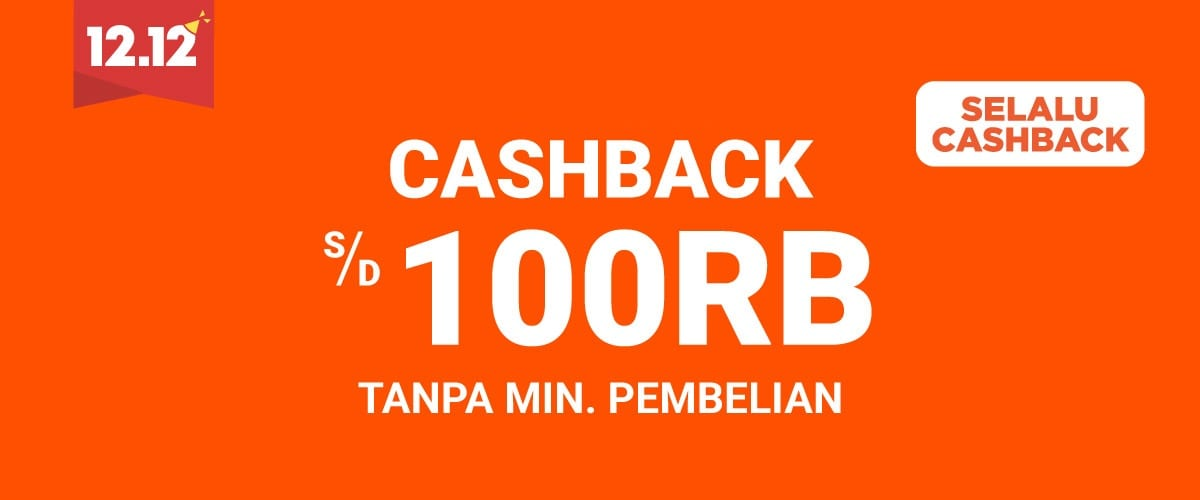 12.12
SELALU
CASHBACK
CASHBACK
S/D 100RB
TANPA MIN. PEMBELIAN